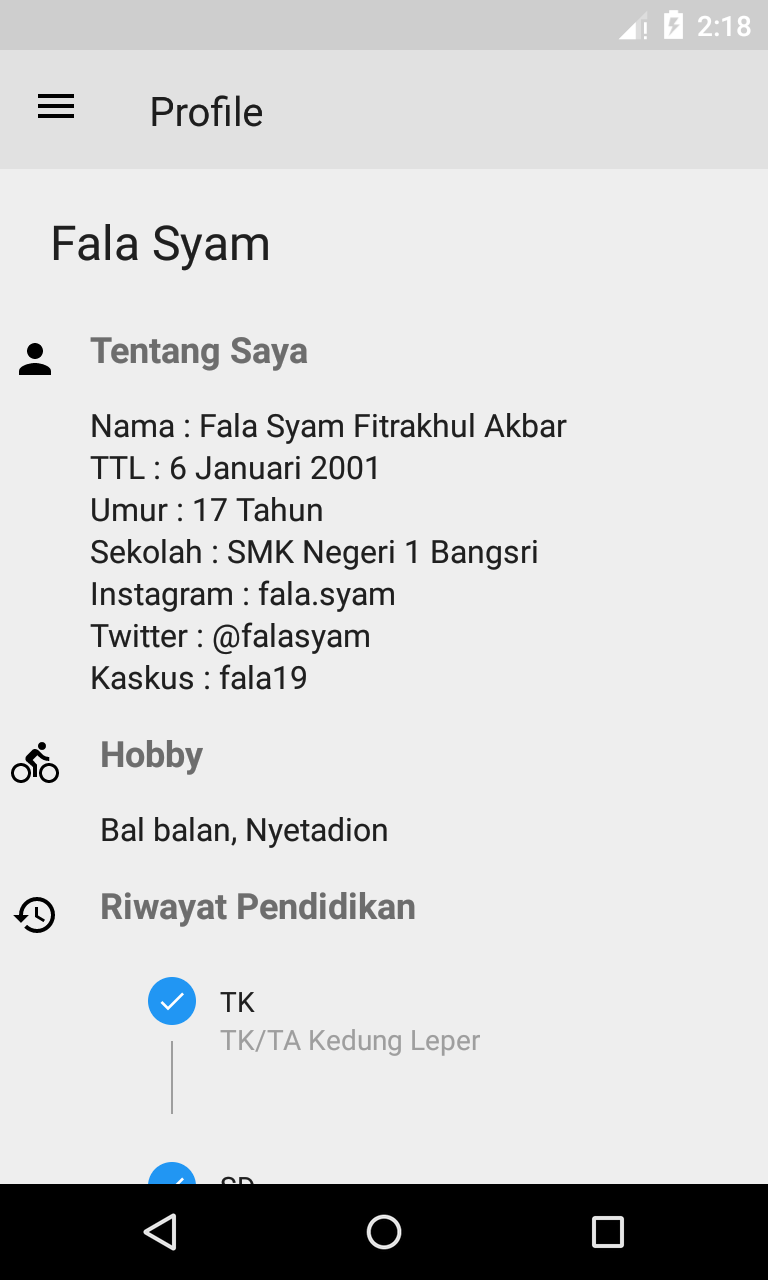 2:18
Profile
Fala Syam
Tentang Saya
Nama : Fala Syam Fitrakhul Akbar
TTL : 6 Januari 2001
Umur : 17 Tahun
Sekolah : SMK Negeri 1 Bangsri
Instagram : fala.syam
Twitter : @falasyam
Kaskus : fala19
Hobby
Bal balan, Nyetadion
Riwayat Pendidikan
TK
TK/TA Kedung Leper
SD